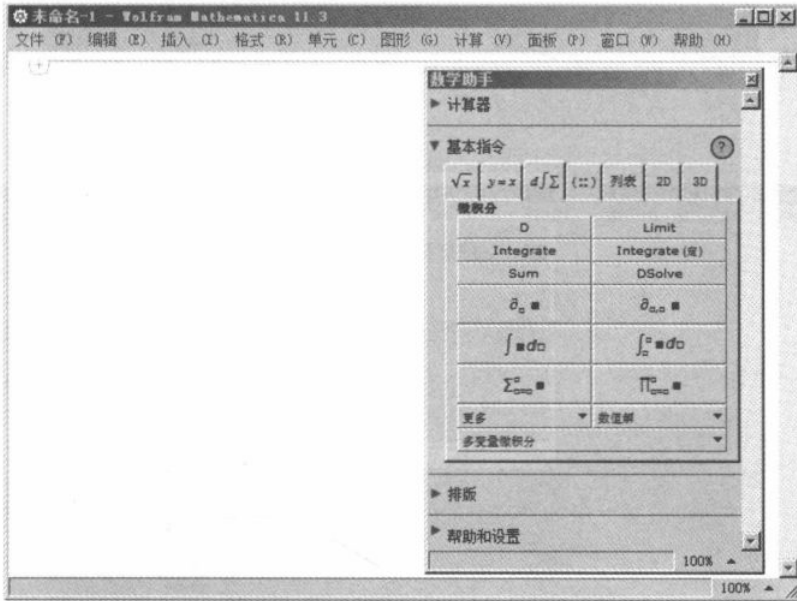 未命名-1 - Wolfram Mathematica 11.3
文件 (F) 编辑 (E) 插入 (I) 格式 (R) 单元 (C) 图形 (G) 计算 (V) 面板 (P) 窗口 (W) 帮助 (H)
数学助手
计算器
基本指令
?
√x y=x d∫Σ (::) 列表 2D 3D
微积分
D Limit
Integrate Integrate (定)
Sum DSolve
∂□ ■ ∂□,□ ■
∫ ■ d□ ∫□□ ■ d□
Σ□□=□ ■ Π□□=□ ■
更多 数值解
多变量微积分
排版
帮助和设置
100%
100%